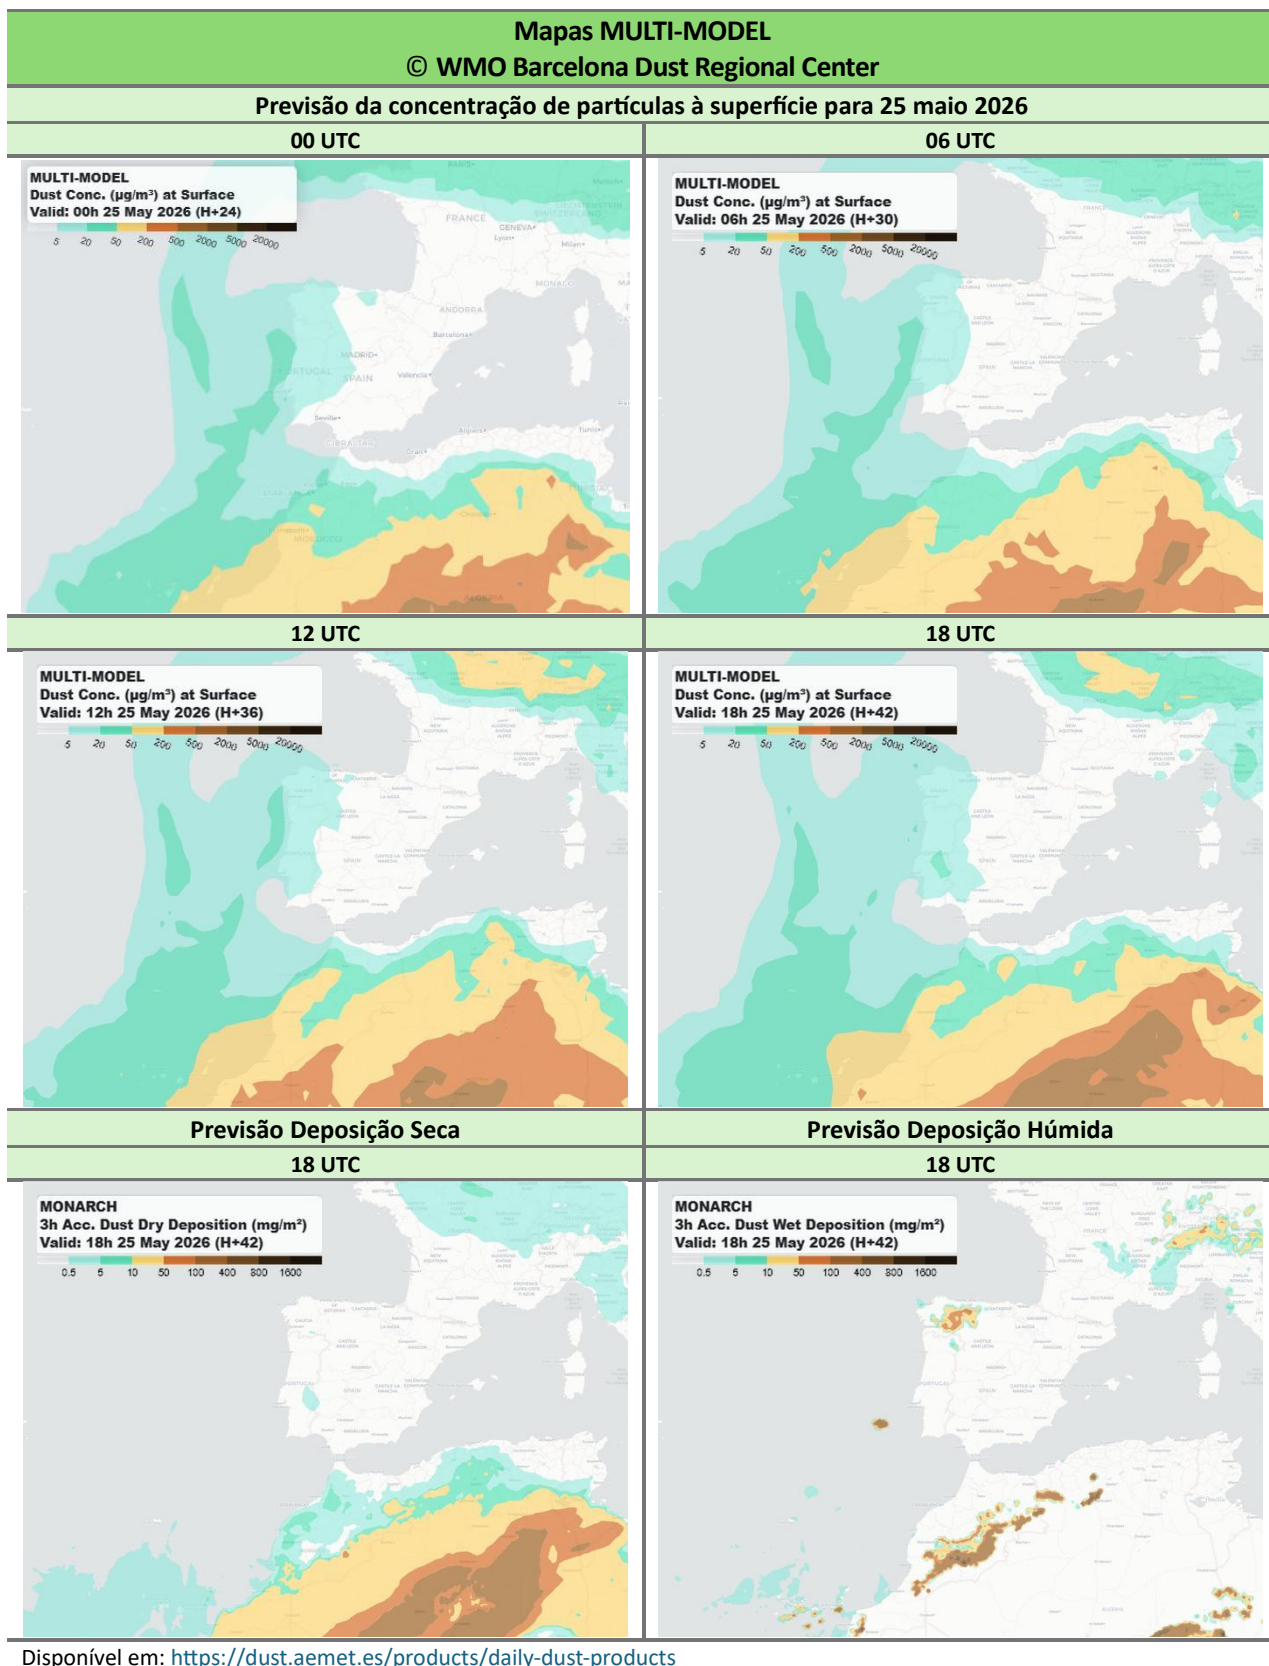 Mapas MULTI-MODEL
© WMO Barcelona Dust Regional Center
Previsão da concentração de partículas à superfície para 25 maio 2026
00 UTC
06 UTC
MULTI-MODEL
Dust Conc. (µg/m³) at Surface
Valid: 00h 25 May 2026 (H+24)
5 20 50 200 500 2000 5000 20000
PARIS
FRANCE
LIECHTENSTEIN
SWITZERLAND
GENEVA
Lyon
Milan
MONACO
ANDORRA
Barcelona
MADRID
PORTUGAL
SPAIN
Valencia
Seville
GIBRALTAR
Algiers
Tunis
Oran
CASABLANCA
MOROCCO
ALGERIA
MULTI-MODEL
Dust Conc. (µg/m³) at Surface
Valid: 06h 25 May 2026 (H+30)
5 20 50 200 500 2000 5000 20000
12 UTC
18 UTC
MULTI-MODEL
Dust Conc. (µg/m³) at Surface
Valid: 12h 25 May 2026 (H+36)
5 20 50 200 500 2000 5000 20000
MULTI-MODEL
Dust Conc. (µg/m³) at Surface
Valid: 18h 25 May 2026 (H+42)
5 20 50 200 500 2000 5000 20000
Previsão Deposição Seca
Previsão Deposição Húmida
18 UTC
18 UTC
MONARCH
3h Acc. Dust Dry Deposition (mg/m²)
Valid: 18h 25 May 2026 (H+42)
0.5 5 10 50 100 400 800 1600
MONARCH
3h Acc. Dust Wet Deposition (mg/m²)
Valid: 18h 25 May 2026 (H+42)
0.5 5 10 50 100 400 800 1600
Disponível em: https://dust.aemet.es/products/daily-dust-products